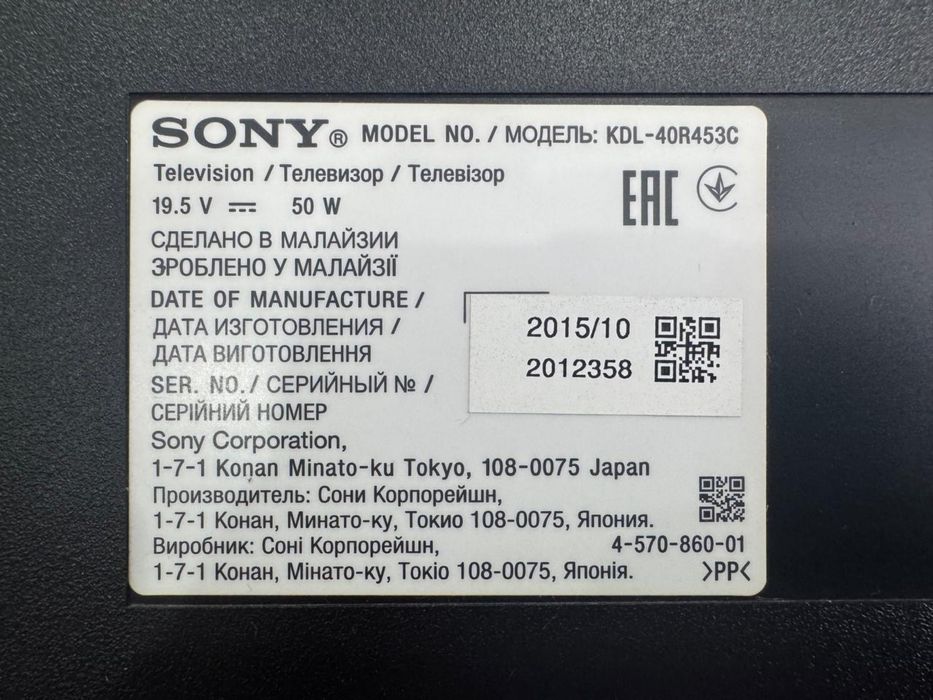 SONY® MODEL NO. / МОДЕЛЬ: KDL-40R453C
Television / Телевизор / Телевізор
19.5 V ⎓ 50 W
EAC
СДЕЛАНО В МАЛАЙЗИИ
ЗРОБЛЕНО У МАЛАЙЗІЇ
DATE OF MANUFACTURE /
ДАТА ИЗГОТОВЛЕНИЯ /
ДАТА ВИГОТОВЛЕННЯ
2015/10
SER. NO. / СЕРИЙНЫЙ № /
СЕРІЙНИЙ НОМЕР
2012358
Sony Corporation,
1-7-1 Konan Minato-ku Tokyo, 108-0075 Japan
Производитель: Сони Корпорейшн,
1-7-1 Конан, Минато-ку, Токио 108-0075, Япония.
Виробник: Соні Корпорейшн,
4-570-860-01
1-7-1 Конан, Мінато-ку, Токіо 108-0075, Японія.
>PP<